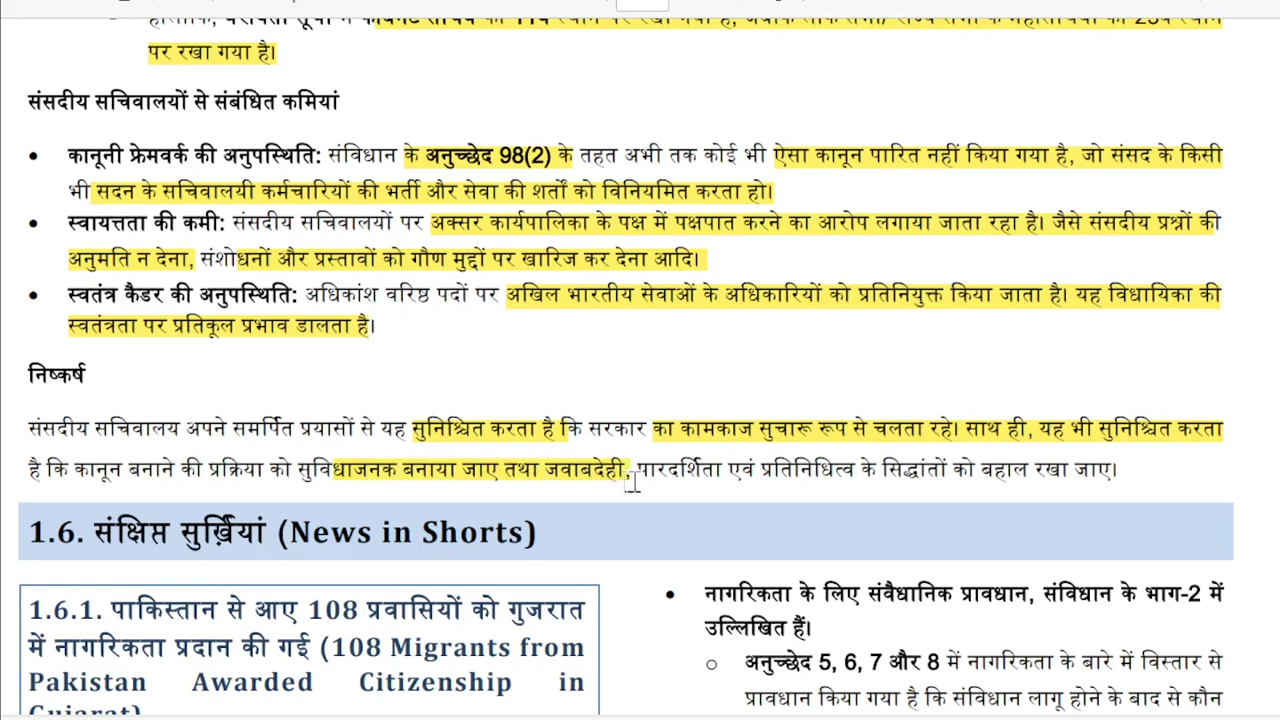 पर रखा गया है।
संसदीय सचिवालयों से संबंधित कमियां
• कानूनी फ्रेमवर्क की अनुपस्थिति: संविधान के अनुच्छेद 98(2) के तहत अभी तक कोई भी ऐसा कानून पारित नहीं किया गया है, जो संसद के किसी
भी सदन के सचिवालयी कर्मचारियों की भर्ती और सेवा की शर्तों को विनियमित करता हो।
• स्वायत्तता की कमी: संसदीय सचिवालयों पर अक्सर कार्यपालिका के पक्ष में पक्षपात करने का आरोप लगाया जाता रहा है। जैसे संसदीय प्रश्नों की
अनुमति न देना, संशोधनों और प्रस्तावों को गौण मुद्दों पर खारिज कर देना आदि।
• स्वतंत्र कैडर की अनुपस्थिति: अधिकांश वरिष्ठ पदों पर अखिल भारतीय सेवाओं के अधिकारियों को प्रतिनियुक्त किया जाता है। यह विधायिका की
स्वतंत्रता पर प्रतिकूल प्रभाव डालता है।
निष्कर्ष
संसदीय सचिवालय अपने समर्पित प्रयासों से यह सुनिश्चित करता है कि सरकार का कामकाज सुचारू रूप से चलता रहे। साथ ही, यह भी सुनिश्चित करता
है कि कानून बनाने की प्रक्रिया को सुविधाजनक बनाया जाए तथा जवाबदेही, पारदर्शिता एवं प्रतिनिधित्व के सिद्धांतों को बहाल रखा जाए।
1.6. संक्षिप्त सुर्ख़ियां (News in Shorts)
1.6.1. पाकिस्तान से आए 108 प्रवासियों को गुजरात
में नागरिकता प्रदान की गई (108 Migrants from
Pakistan Awarded Citizenship in
Gujarat)
• नागरिकता के लिए संवैधानिक प्रावधान, संविधान के भाग-2 में
उल्लिखित हैं।
○ अनुच्छेद 5, 6, 7 और 8 में नागरिकता के बारे में विस्तार से
प्रावधान किया गया है कि संविधान लागू होने के बाद से कौन